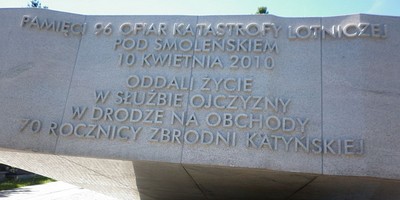 PAMIĘCI 96 OFIAR KATASTROFY LOTNICZEJ
POD SMOLEŃSKIEM
10 KWIETNIA 2010
ODDALI ŻYCIE
W SŁUŻBIE OJCZYZNY
W DRODZE NA OBCHODY
70 ROCZNICY ZBRODNI KATYŃSKIEJ